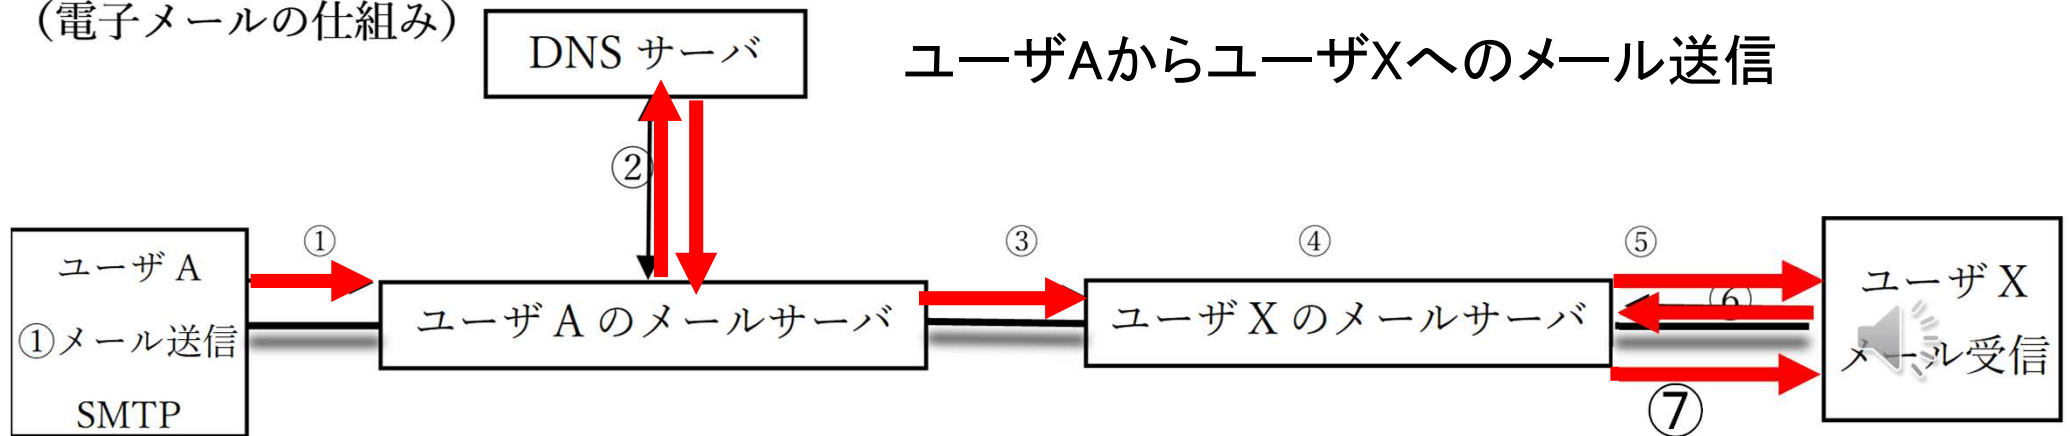 (電子メールの仕組み)
DNS サーバ
ユーザAからユーザXへのメール送信
②
①
③
④
⑤
ユーザ A
①メール送信
SMTP
ユーザ A のメールサーバ
ユーザ X のメールサーバ
⑥
ユーザ X
メール受信
⑦